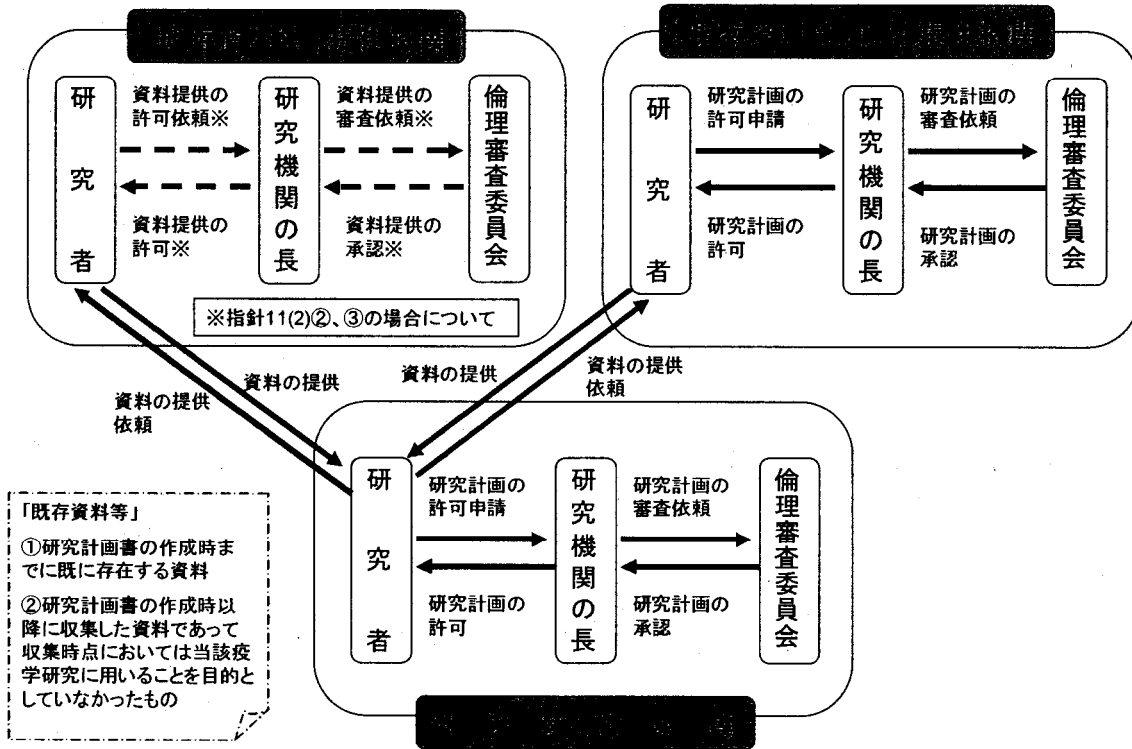 研究者
資料提供の
許可依頼※
資料提供の
許可※
研究機関の長
資料提供の
審査依頼※
資料提供の
承認※
倫理審査委員会
※指針11(2)②、③の場合について
研究者
研究計画の
許可申請
研究計画の
許可
研究機関の長
研究計画の
審査依頼
研究計画の
承認
倫理審査委員会
資料の提供
資料の提供
依頼
資料の提供
資料の提供
依頼
研究者
研究計画の
許可申請
研究計画の
許可
研究機関の長
研究計画の
審査依頼
研究計画の
承認
倫理審査委員会
「既存資料等」
①研究計画書の作成時ま
でに既に存在する資料
②研究計画書の作成時以
降に収集した資料であって
収集時点においては当該疫
学研究に用いることを目的と
していなかったもの